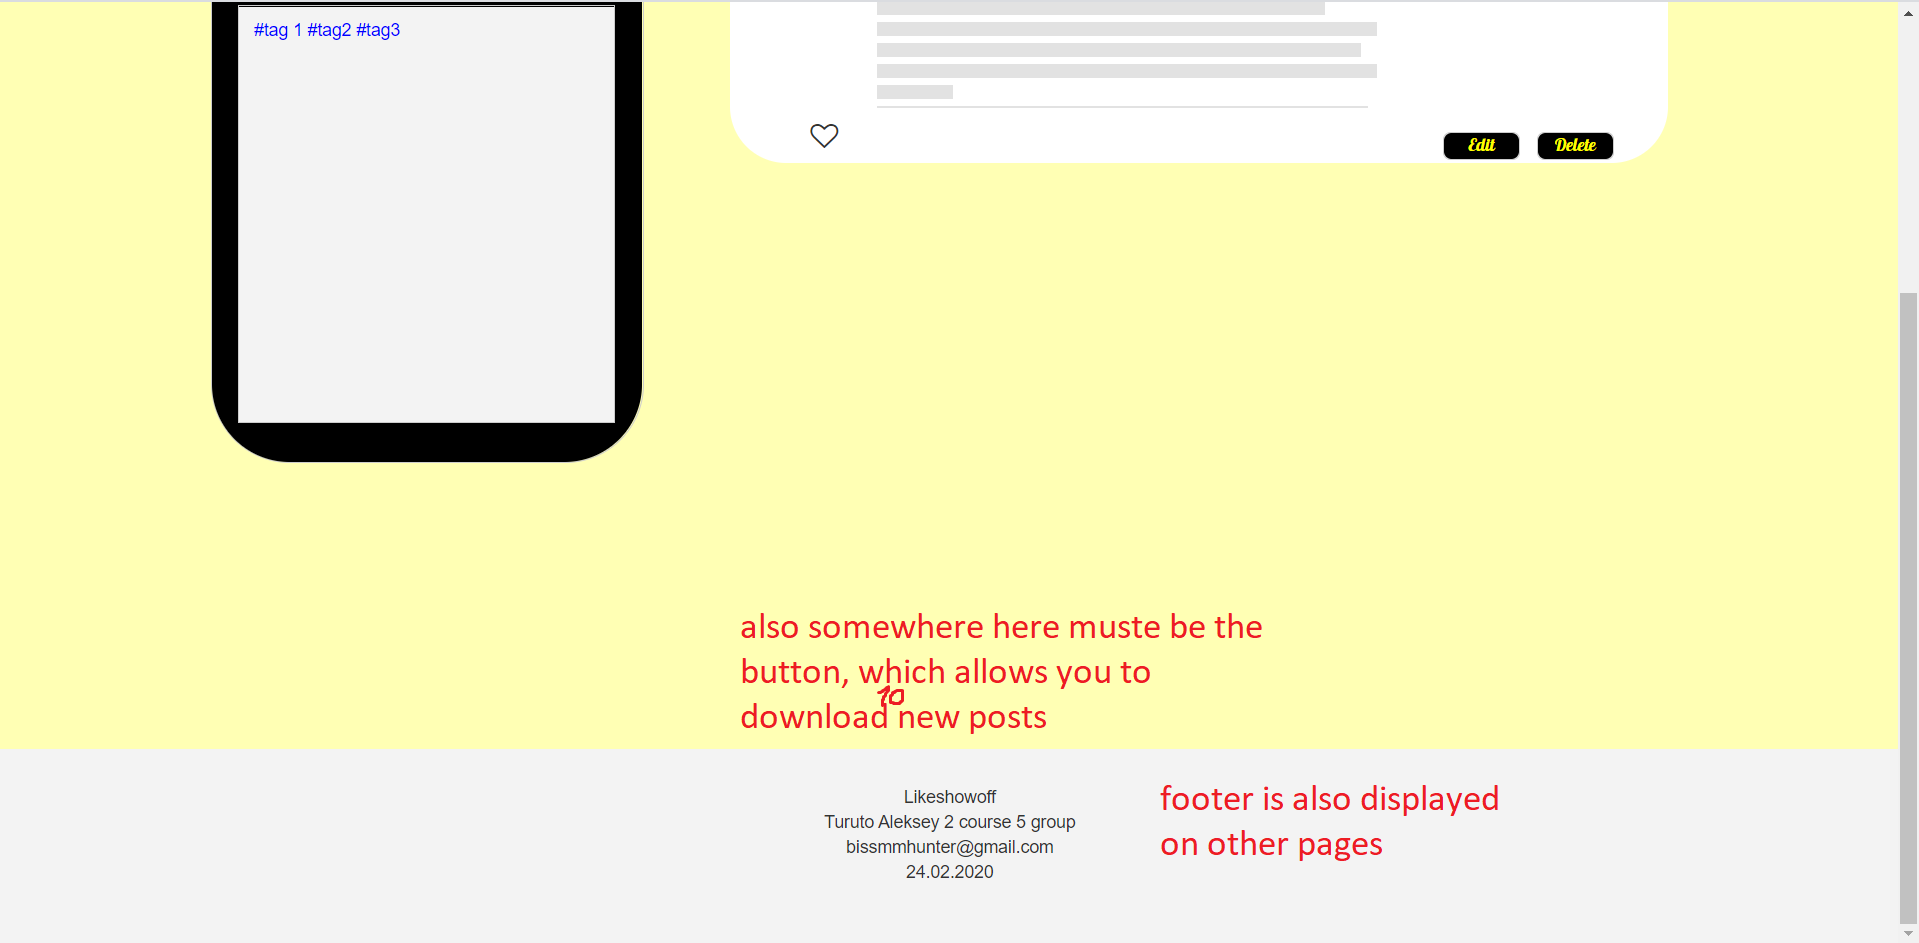 #tag 1 #tag2 #tag3
Edit Delete
also somewhere here muste be the
button, which allows you to
10
download new posts
Likeshowoff
Turuto Aleksey 2 course 5 group
bissmmhunter@gmail.com
24.02.2020
footer is also displayed
on other pages